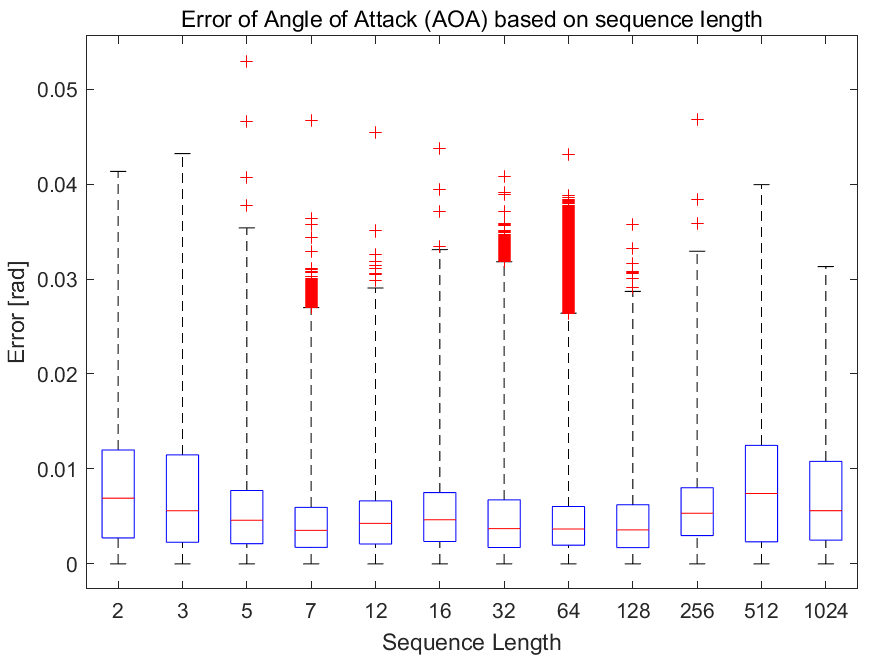 Error of Angle of Attack (AOA) based on sequence length
0.05
0.04
0.03
0.02
0.01
0
Error [rad]
2 3 5 7 12 16 32 64 128 256 512 1024
Sequence Length